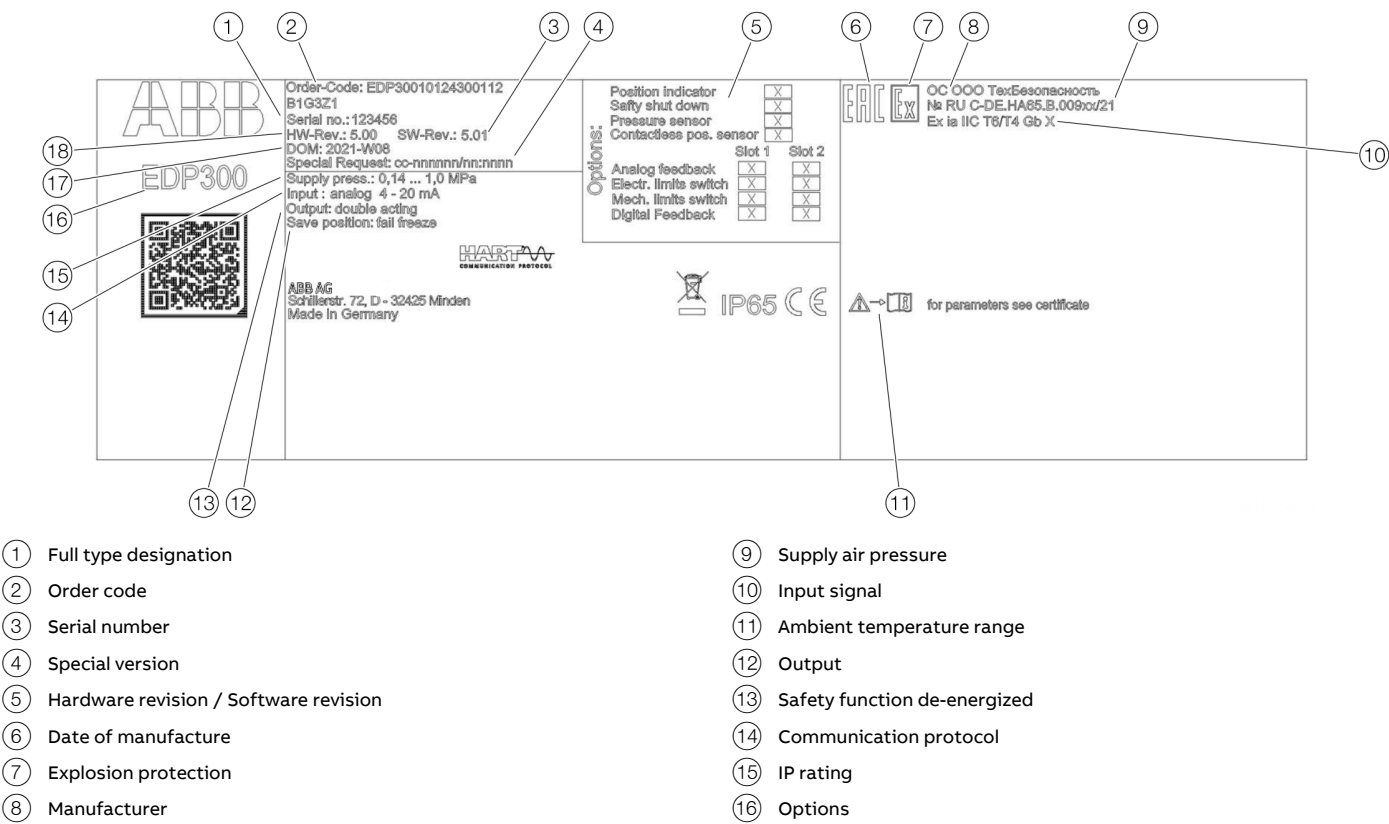 1 2 3 4 5 6 7 8 9
ABB
EDP300
Order-Code: EDP30010124300112
B1G3Z1
Serial no.: 123456
HW-Rev.: 5.00 SW-Rev.: 5.01
DOM: 2021-W08
Special Request: cc-nnnnnn/nn:nnnn
Supply press.: 0,14 ... 1,0 MPa
Input : analog 4 - 20 mA
Output: double acting
Save position: fail freeze
HART
COMMUNICATION PROTOCOL
ABB AG
Schillerstr. 72, D - 32425 Minden
Made in Germany
Options:
Position indicator X
Safty shut down X
Pressure sensor X
Contactless pos. sensor X
Slot 1 Slot 2
Analog feedback X X
Electr. limits switch X X
Mech. limits switch X X
Digital Feedback X X
IP65 CE
EAC Ex
ОС ООО ТехБезопасность
№ RU C-DE.HA65.B.009xx/21
Ex ia IIC T6/T4 Gb X
for parameters see certificate
18
17
16
15
14
10
13 12 11
1 Full type designation
2 Order code
3 Serial number
4 Special version
5 Hardware revision / Software revision
6 Date of manufacture
7 Explosion protection
8 Manufacturer
9 Supply air pressure
10 Input signal
11 Ambient temperature range
12 Output
13 Safety function de-energized
14 Communication protocol
15 IP rating
16 Options